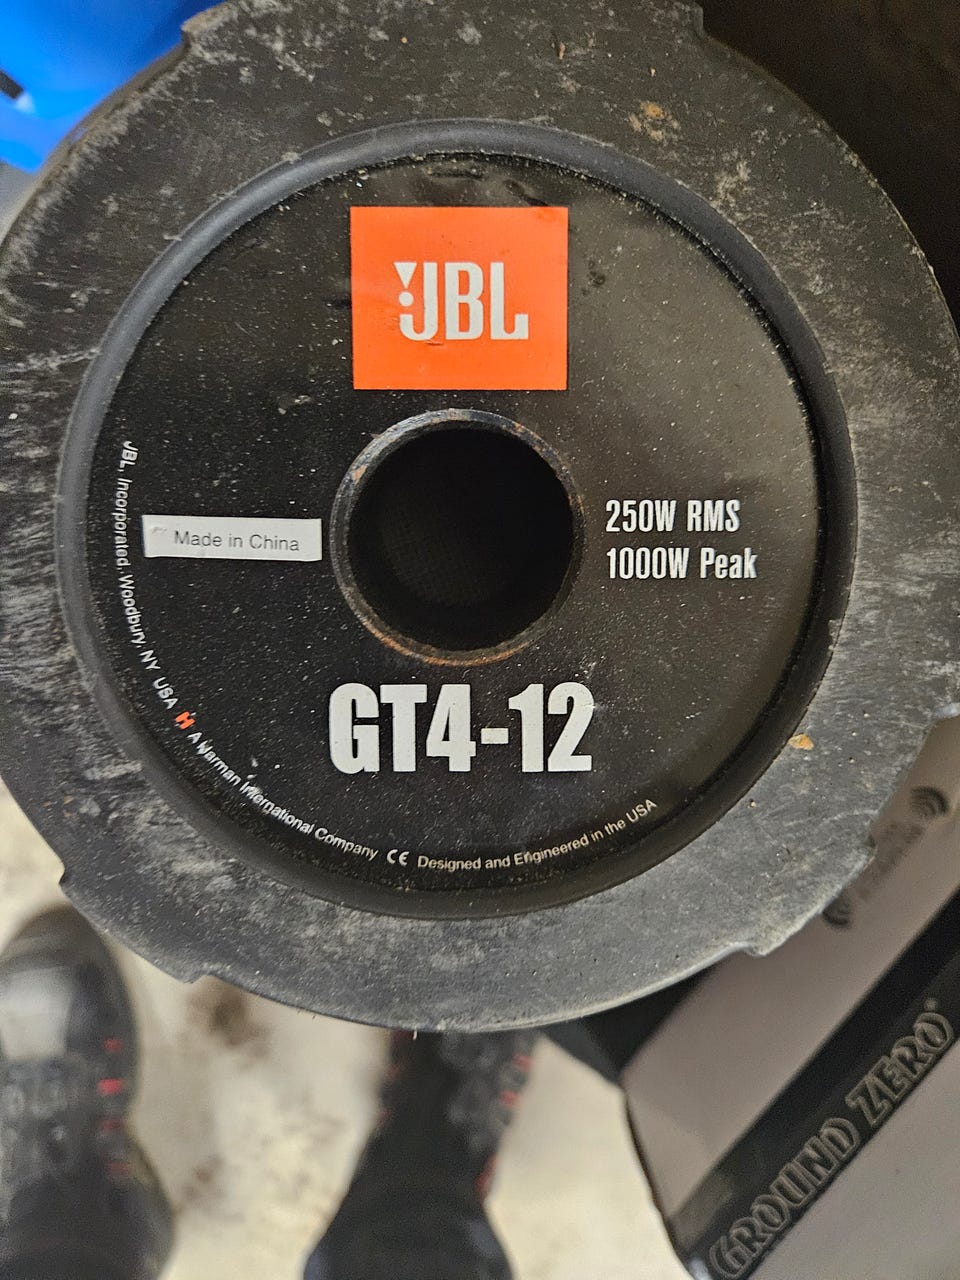 JBL
Made in China
250W RMS
1000W Peak
GT4-12
JBL, Incorporated, Woodbury, NY USA H A Harman International Company CE Designed and Engineered in the USA
GROUND ZERO